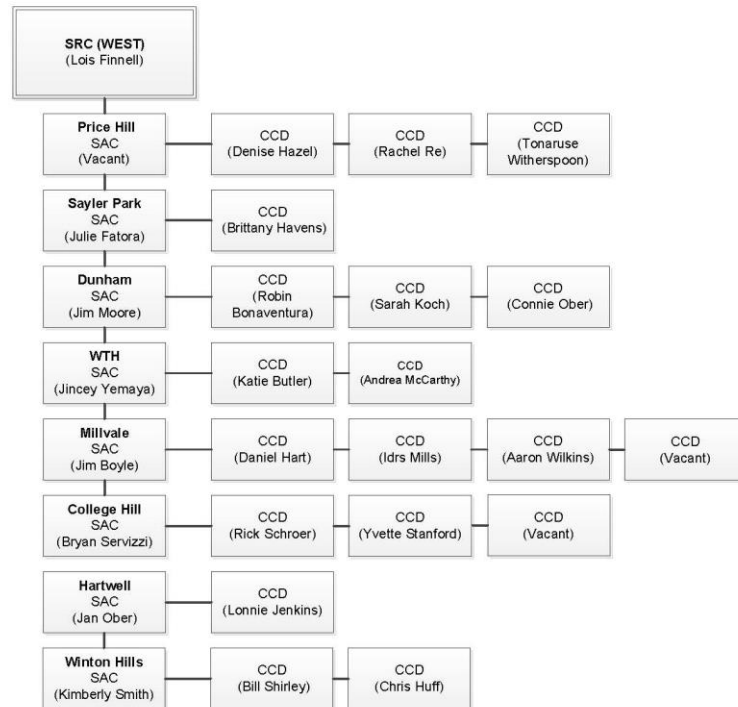 SRC (WEST)
(Lois Finnell)
Price Hill
SAC
(Vacant)
CCD
(Denise Hazel)
CCD
(Rachel Re)
CCD
(Tonaruse
Witherspoon)
Sayler Park
SAC
(Julie Fatora)
CCD
(Brittany Havens)
Dunham
SAC
(Jim Moore)
CCD
(Robin
Bonaventura)
CCD
(Sarah Koch)
CCD
(Connie Ober)
WTH
SAC
(Jincey Yemaya)
CCD
(Katie Butler)
CCD
(Andrea McCarthy)
Millvale
SAC
(Jim Boyle)
CCD
(Daniel Hart)
CCD
(Idrs Mills)
CCD
(Aaron Wilkins)
CCD
(Vacant)
College Hill
SAC
(Bryan Servizzi)
CCD
(Rick Schroer)
CCD
(Yvette Stanford)
CCD
(Vacant)
Hartwell
SAC
(Jan Ober)
CCD
(Lonnie Jenkins)
Winton Hills
SAC
(Kimberly Smith)
CCD
(Bill Shirley)
CCD
(Chris Huff)